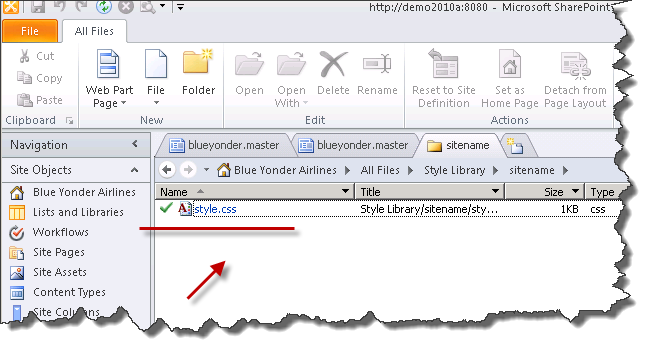 http://demo2010a:8080 - Microsoft SharePoint
File All Files
Cut
Copy
Paste
Clipboard
Web Part Page
File
Folder
New
Open
Open With
Delete
Rename
Edit
Reset to Site Definition
Set as Home Page
Detach from Page Layout
Manage
Navigation
blueyonder.master blueyonder.master sitename
Site Objects
Blue Yonder Airlines All Files Style Library sitename
Name Title Size Type
style.css Style Library/sitename/sty... 1KB css
Blue Yonder Airlines
Lists and Libraries
Workflows
Site Pages
Site Assets
Content Types
Site Columns